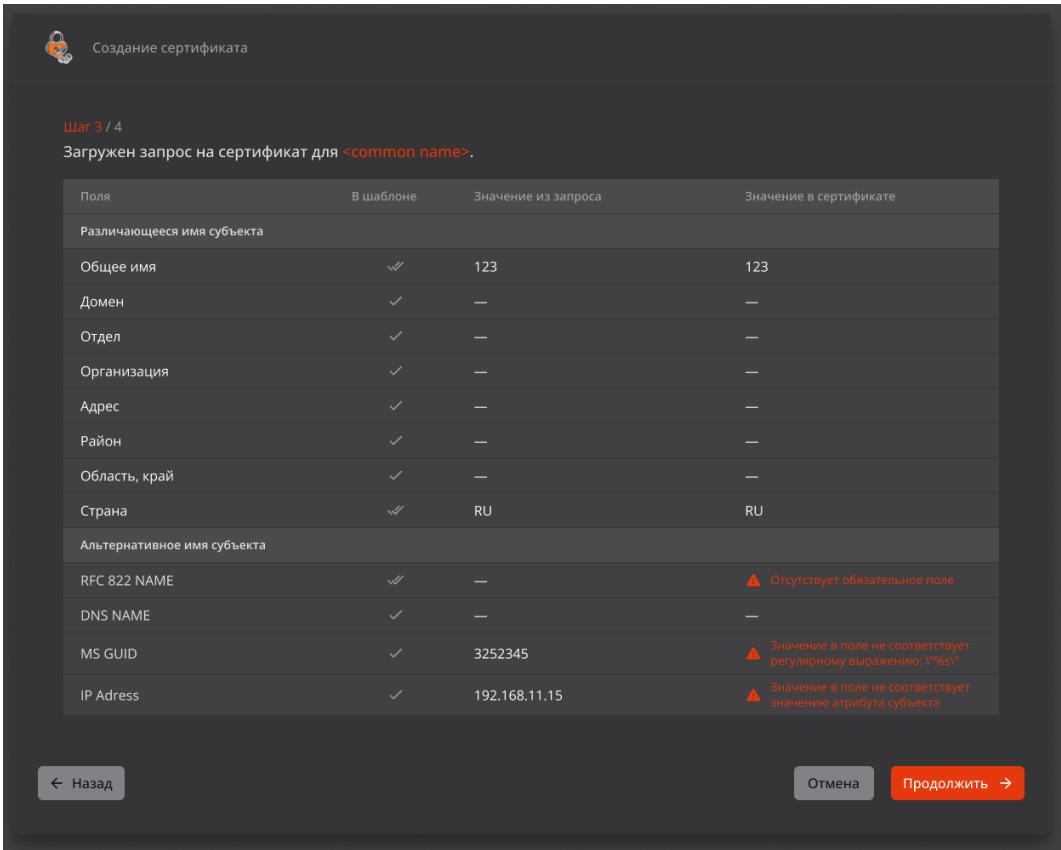 Создание сертификата
Шаг 3 / 4
Загружен запрос на сертификат для <common name>.
Поля В шаблоне Значение из запроса Значение в сертификате
Различающееся имя субъекта
Общее имя 123 123
Домен — —
Отдел — —
Организация — —
Адрес — —
Район — —
Область, край — —
Страна RU RU
Альтернативное имя субъекта
RFC 822 NAME — Отсутствует обязательное поле
DNS NAME — —
MS GUID 3252345 Значение в поле не соответствует
регулярному выражению: \"%s\"
IP Adress 192.168.11.15 Значение в поле не соответствует
значению атрибута субъекта
← Назад Отмена Продолжить →